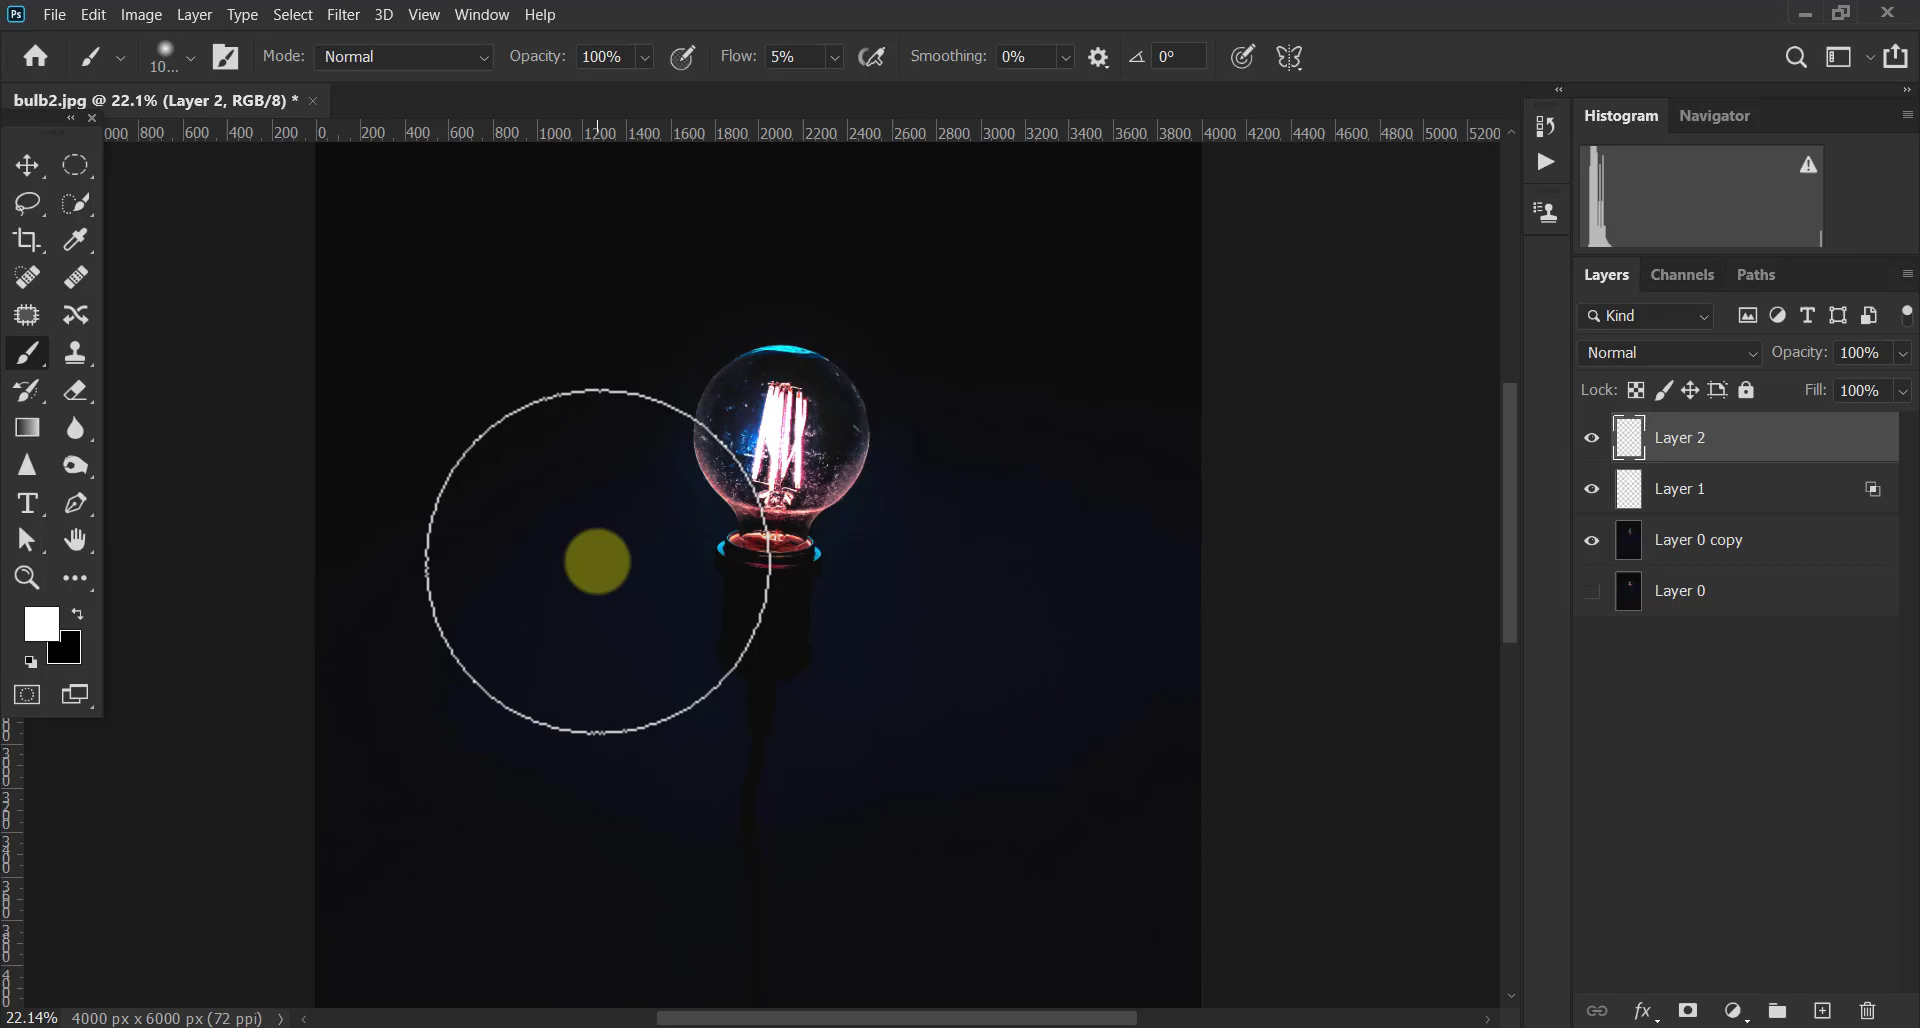 Ps File Edit Image Layer Type Select Filter 3D View Window Help
10... Mode: Normal Opacity: 100% Flow: 5% Smoothing: 0% 0°
bulb2.jpg @ 22.1% (Layer 2, RGB/8) *
000 800 600 400 200 0 200 400 600 800 1000 1200 1400 1600 1800 2000 2200 2400 2600 2800 3000 3200 3400 3600 3800 4000 4200 4400 4600 4800 5000 5200
Histogram Navigator
Layers Channels Paths
Kind
Normal Opacity: 100%
Lock: Fill: 100%
Layer 2
Layer 1
Layer 0 copy
Layer 0
fx
22.14% 4000 px x 6000 px (72 ppi)